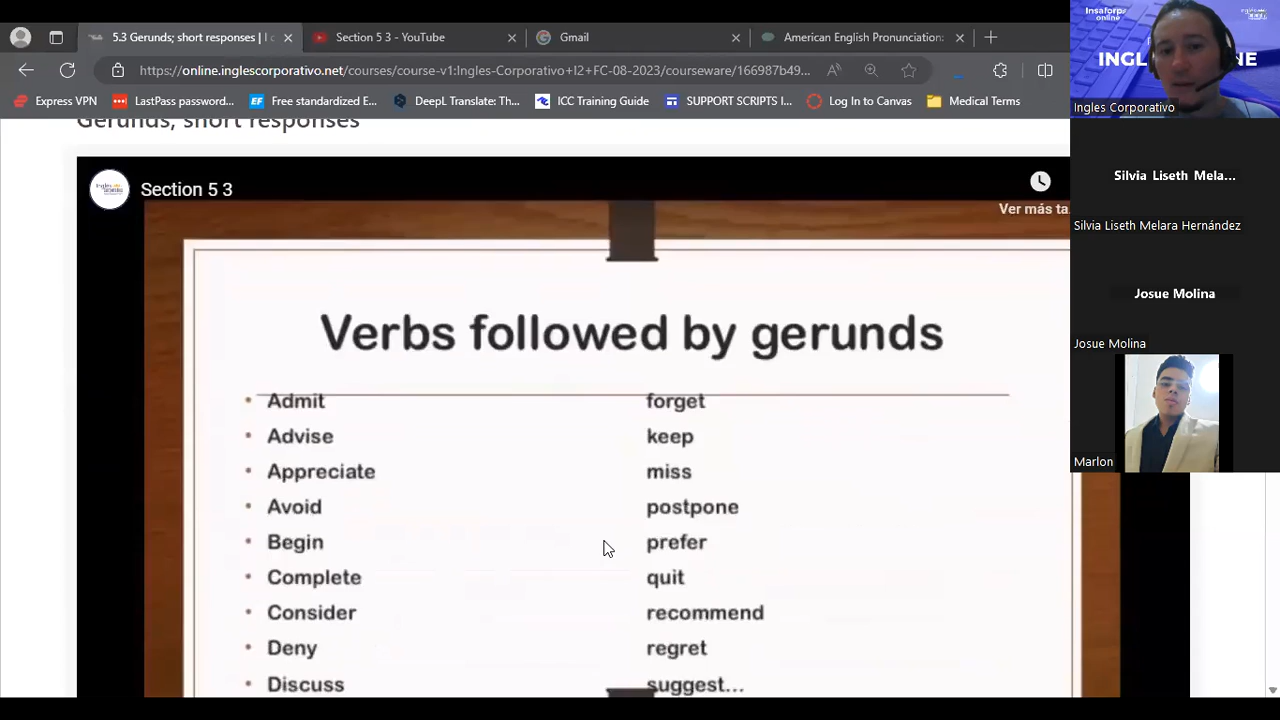 5.3 Gerunds; short responses | I c
Section 5 3 - YouTube
Gmail
American English Pronunciation:
https://online.inglescorporativo.net/courses/course-v1:Ingles-Corporativo+I2+FC-08-2023/courseware/166987b49...
Express VPN
LastPass password...
Free standardized E...
DeepL Translate: Th...
ICC Training Guide
SUPPORT SCRIPTS I...
Log In to Canvas
Medical Terms
Gerunds; short responses
Section 5 3
Ver más ta
Verbs followed by gerunds
Admit
Advise
Appreciate
Avoid
Begin
Complete
Consider
Deny
Discuss
forget
keep
miss
postpone
prefer
quit
recommend
regret
suggest...
Insaforp
online
INGL NE
Ingles Corporativo
Silvia Liseth Mela...
Silvia Liseth Melara Hernández
Josue Molina
Josue Molina
Marlon